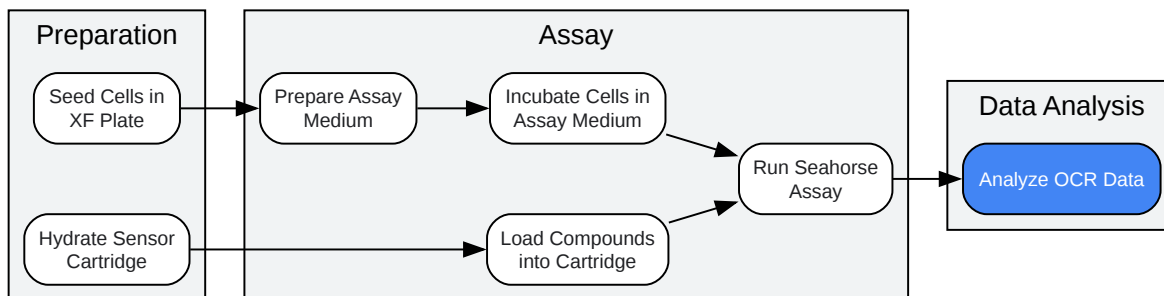 Preparation
Seed Cells in
XF Plate
Hydrate Sensor
Cartridge
Assay
Prepare Assay
Medium
Incubate Cells in
Assay Medium
Load Compounds
into Cartridge
Run Seahorse
Assay
Data Analysis
Analyze OCR Data